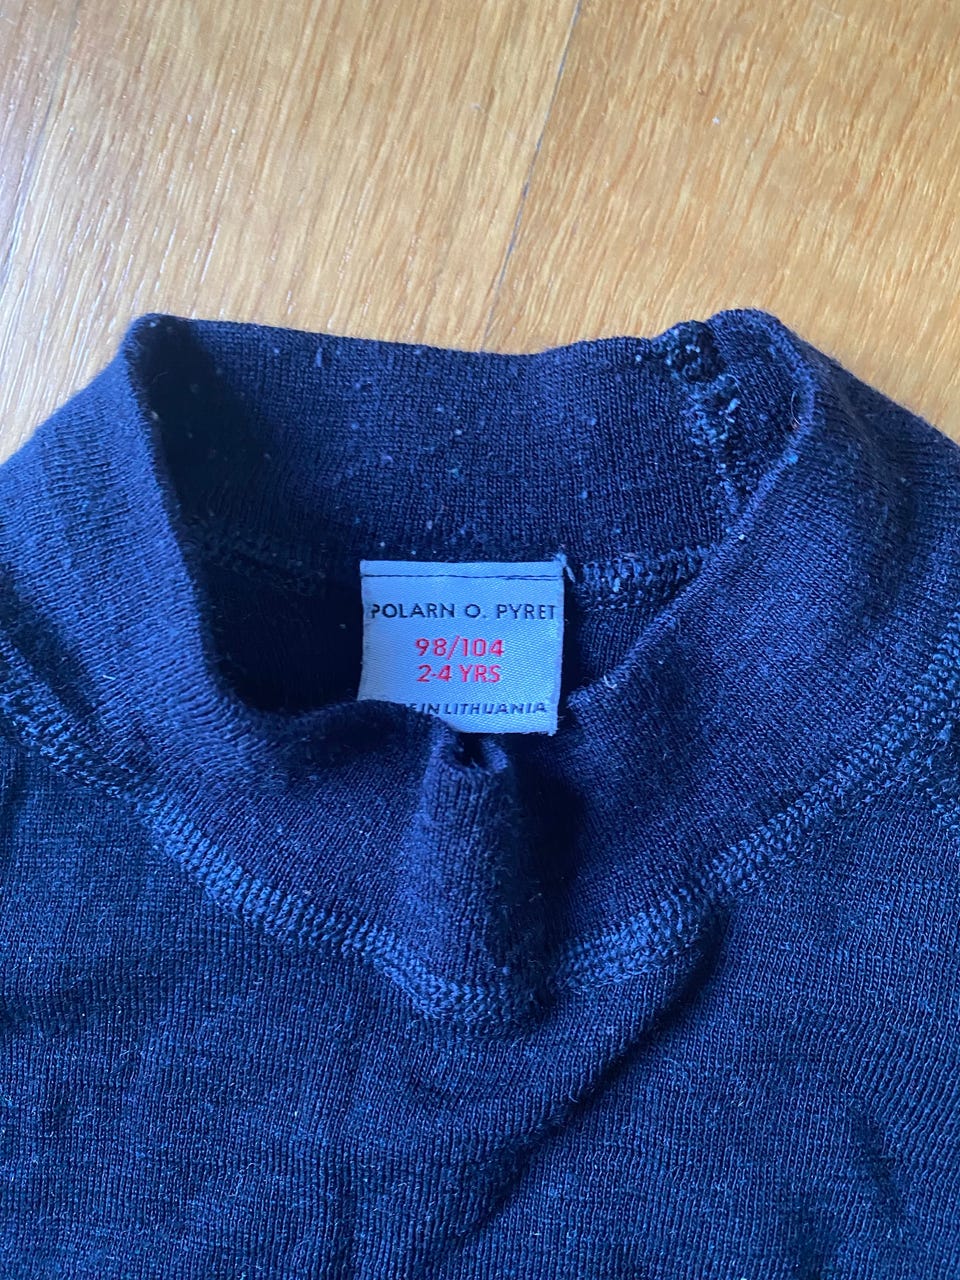 POLARN O. PYRET
98/104
2-4 YRS
IN LITHUANIA